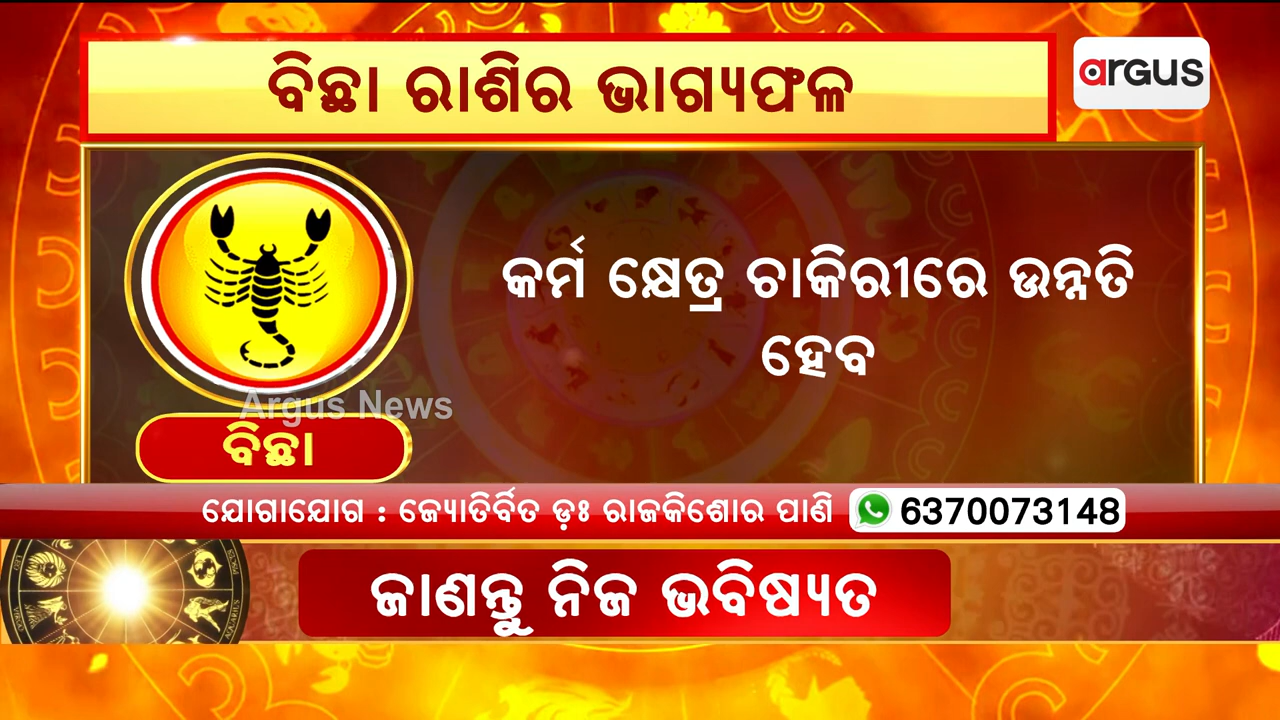 ବିଛା ରାଶିର ଭାଗ୍ୟଫଳ
argus
କର୍ମ କ୍ଷେତ୍ର ଚାକିରୀରେ ଉନ୍ନତି
ହେବ
Argus News
ବିଛା
ଯୋଗାଯୋଗ : ଜ୍ୟୋତିର୍ବିତ ଡ଼ଃ ରାଜକିଶୋର ପାଣି 6370073148
ଜାଣନ୍ତୁ ନିଜ ଭବିଷ୍ୟତ